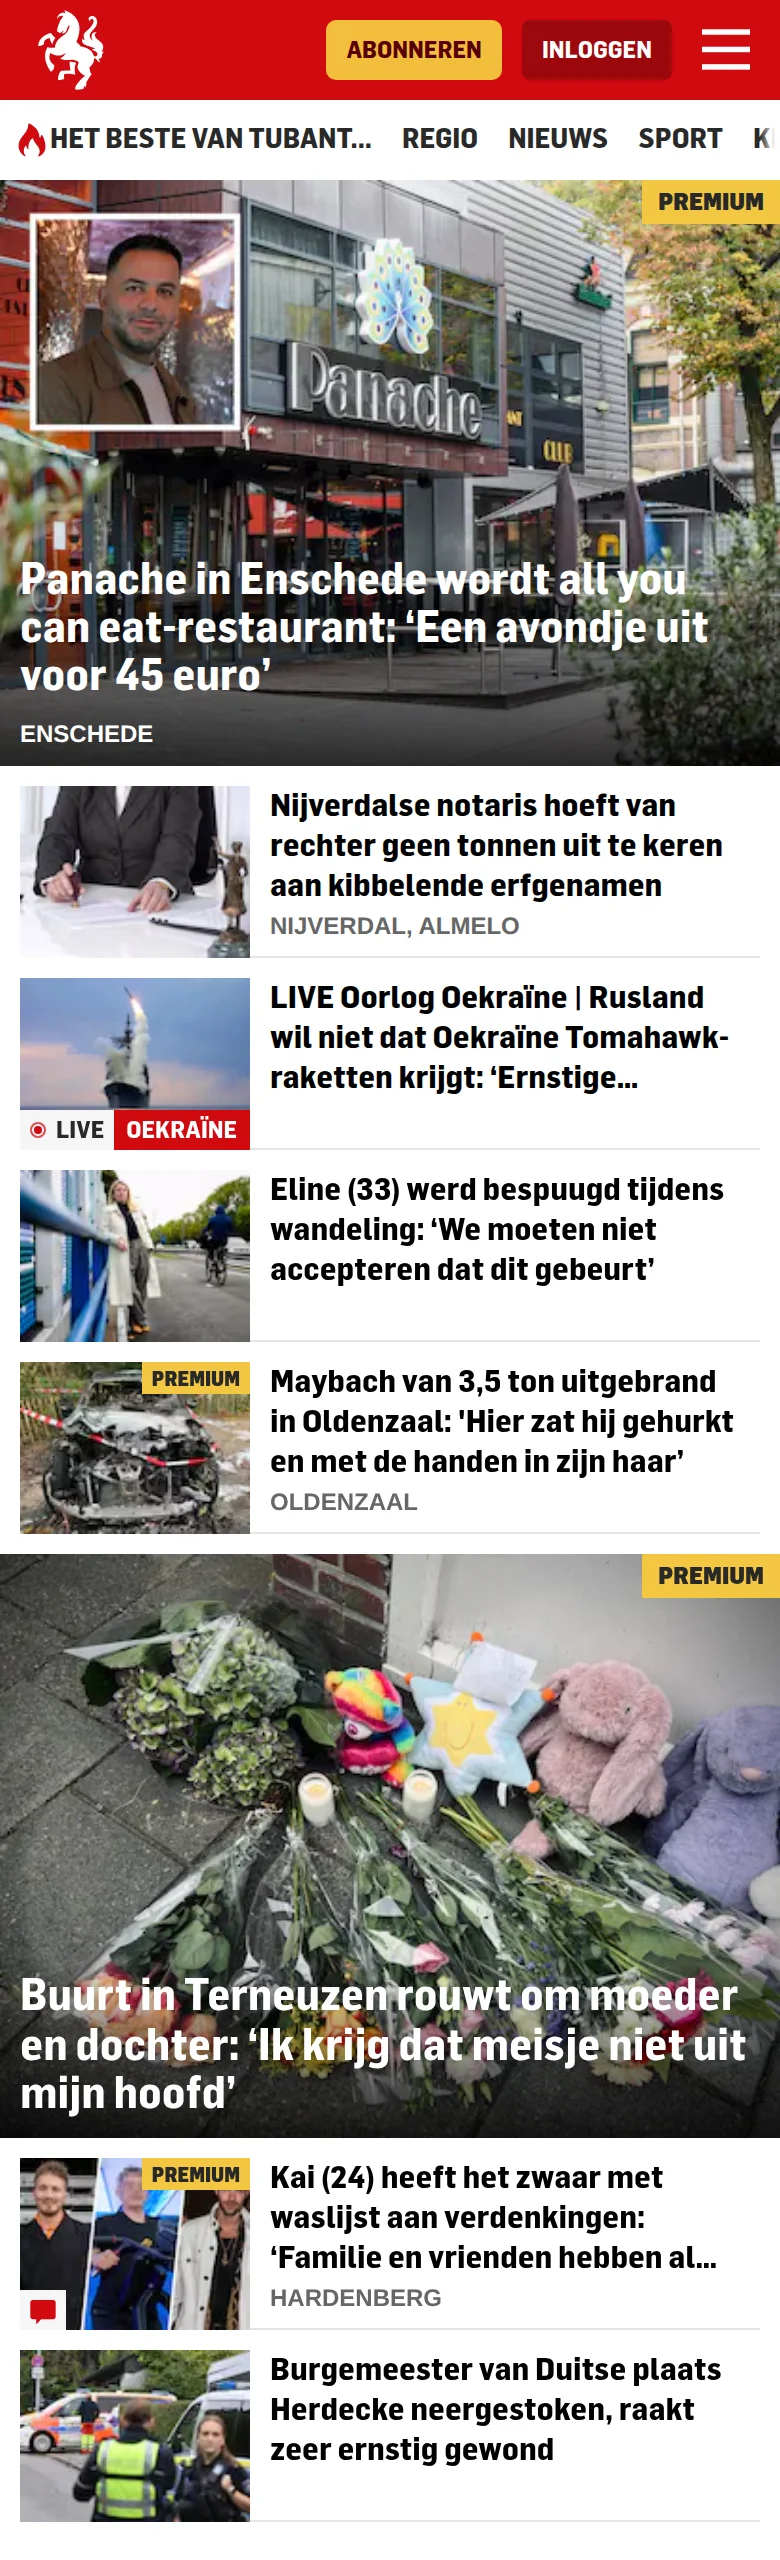 ABONNEREN
INLOGGEN
HET BESTE VAN TUBANT...
REGIO
NIEUWS
SPORT
PREMIUM
Panache
CLUB
Panache in Enschede wordt all you
can eat-restaurant: ‘Een avondje uit
voor 45 euro’
ENSCHEDE
Nijverdalse notaris hoeft van
rechter geen tonnen uit te keren
aan kibbelende erfgenamen
NIJVERDAL, ALMELO
LIVE Oorlog Oekraïne | Rusland
wil niet dat Oekraïne Tomahawk-
raketten krijgt: ‘Ernstige...
LIVE OEKRAÏNE
Eline (33) werd bespuugd tijdens
wandeling: ‘We moeten niet
accepteren dat dit gebeurt’
PREMIUM
Maybach van 3,5 ton uitgebrand
in Oldenzaal: 'Hier zat hij gehurkt
en met de handen in zijn haar’
OLDENZAAL
PREMIUM
Buurt in Terneuzen rouwt om moeder
en dochter: ‘Ik krijg dat meisje niet uit
mijn hoofd’
PREMIUM
Kai (24) heeft het zwaar met
waslijst aan verdenkingen:
‘Familie en vrienden hebben al...
HARDENBERG
Burgemeester van Duitse plaats
Herdecke neergestoken, raakt
zeer ernstig gewond